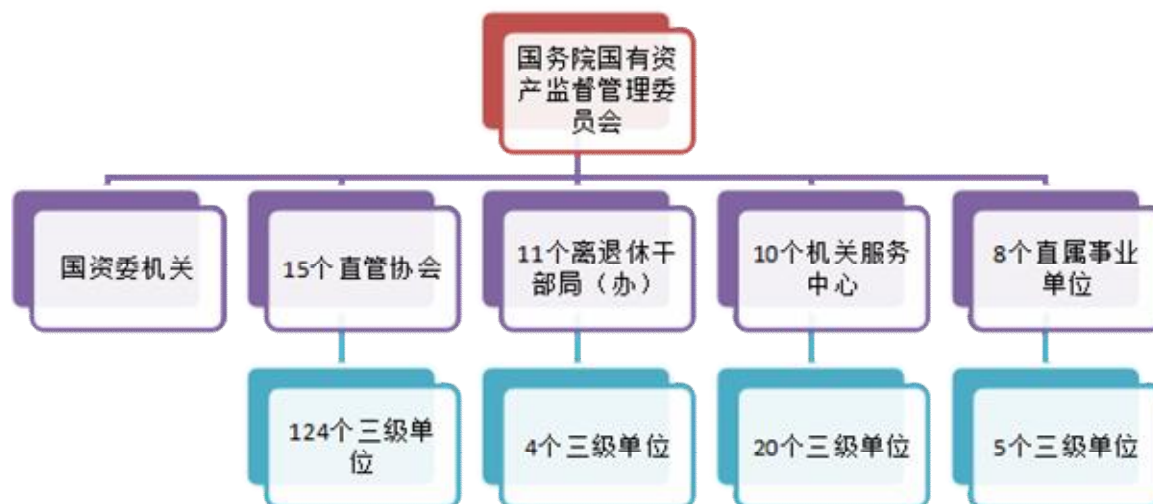 国务院国有资
产监督管理委
员会
国资委机关
15个直管协会
11个离退休干
部局（办）
10个机关服务
中心
8个直属事业
单位
124个三级单
位
4个三级单位
20个三级单位
5个三级单位